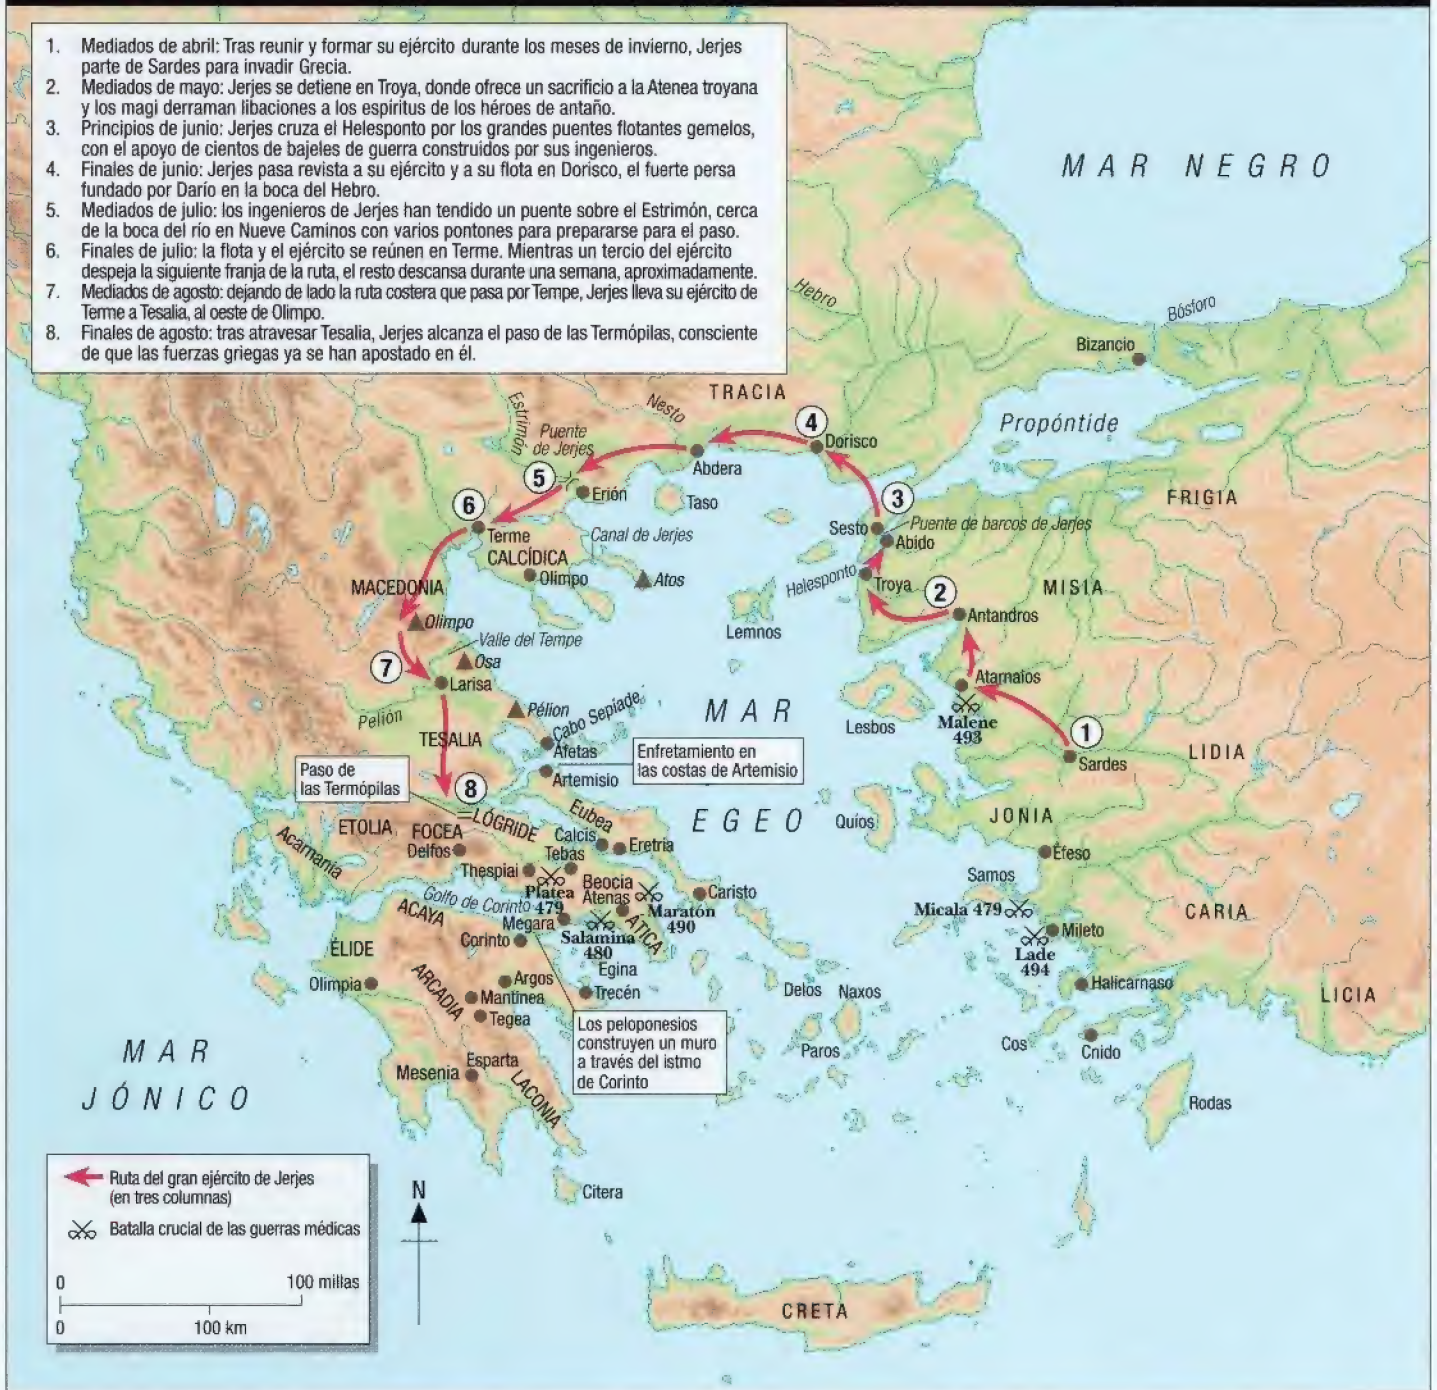 1. Mediados de abril: Tras reunir y formar su ejército durante los meses de invierno, Jerjes
parte de Sardes para invadir Grecia.
2. Mediados de mayo: Jerjes se detiene en Troya, donde ofrece un sacrificio a la Atenea troyana
y los magi derraman libaciones a los espíritus de los héroes de antaño.
3. Principios de junio: Jerjes cruza el Helesponto por los grandes puentes flotantes gemelos,
con el apoyo de cientos de bajeles de guerra construidos por sus ingenieros.
4. Finales de junio: Jerjes pasa revista a su ejército y a su flota en Dorisco, el fuerte persa
fundado por Darío en la boca del Hebro.
5. Mediados de julio: los ingenieros de Jerjes han tendido un puente sobre el Estrimón, cerca
de la boca del río en Nueve Caminos con varios pontones para prepararse para el paso.
6. Finales de julio: la flota y el ejército se reúnen en Terme. Mientras un tercio del ejército
despeja la siguiente franja de la ruta, el resto descansa durante una semana, aproximadamente.
7. Mediados de agosto: dejando de lado la ruta costera que pasa por Tempe, Jerjes lleva su ejército de
Terme a Tesalia, al oeste de Olimpo.
8. Finales de agosto: tras atravesar Tesalia, Jerjes alcanza el paso de las Termópilas, consciente
de que las fuerzas griegas ya se han apostado en él.
MAR NEGRO
Hebro
Bósforo
Bizancio
TRACIA
Nesto
Estrimón
Propóntide
Puente
de Jerjes
4
Dorisco
Abdera
5
Erión
Taso
3
FRIGIA
6
Terme
Sesto
Puente de barcos de Jerjes
Abido
Canal de Jerjes
CALCÍDICA
Olimpo
Atos
Helesponto
Troya
MACEDONIA
MISIA
2
Antandros
Olimpo
Lemnos
Valle del Tempe
Osa
7
Larisa
Atarnaios
Pelión
Pélion
MAR
Lesbos
Malene
493
1
Cabo Sepiade
TESALIA
Afetas
LIDIA
Sardes
Enfretamiento en
las costas de Artemisio
Artemisio
Paso de
las Termópilas
8
Eubea
EGEO
Quíos
JONIA
LÓGRIDE
ETOLIA
FOCEA
Acarnania
Calcis
Eretria
Delfos
Tebas
Éfeso
Thespiai
Beocia
Samos
Platea
479
Atenas
Caristo
Golfo de Corinto
Maratón
490
Micala 479
CARIA
ACAYA
Megara
ÁTICA
Mileto
Corinto
Salamina
480
Lade
494
ÉLIDE
Egina
Olimpia
ARCADIA
Argos
Trecén
Delos
Naxos
Halicarnaso
LICIA
Mantinea
Tegea
Los peloponesios
construyen un muro
a través del istmo
de Corinto
Paros
Cos
Cnido
MAR
JÓNICO
Esparta
Mesenia
LACONIA
Rodas
Citera
N
CRETA
Ruta del gran ejército de Jerjes
(en tres columnas)
Batalla crucial de las guerras médicas
0 100 millas
0 100 km